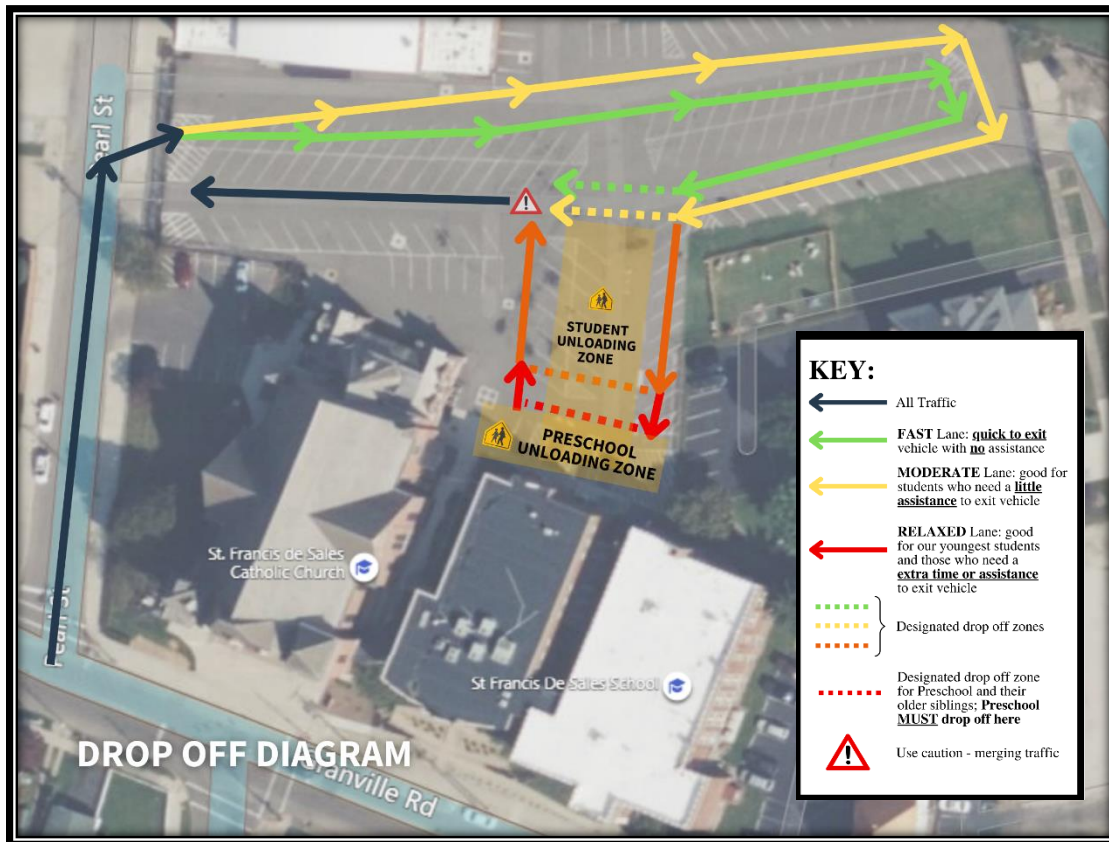 Pearl St
STUDENT
UNLOADING
ZONE
PRESCHOOL
UNLOADING ZONE
St. Francis de Sales
Catholic Church
St Francis De Sales School
Pearl St
DROP OFF DIAGRAM
Granville Rd
KEY:
All Traffic
FAST Lane: quick to exit
vehicle with no assistance
MODERATE Lane: good for
students who need a little
assistance to exit vehicle
RELAXED Lane: good
for our youngest students
and those who need a
extra time or assistance
to exit vehicle
Designated drop off zones
Designated drop off zone
for Preschool and their
older siblings; Preschool
MUST drop off here
Use caution - merging traffic